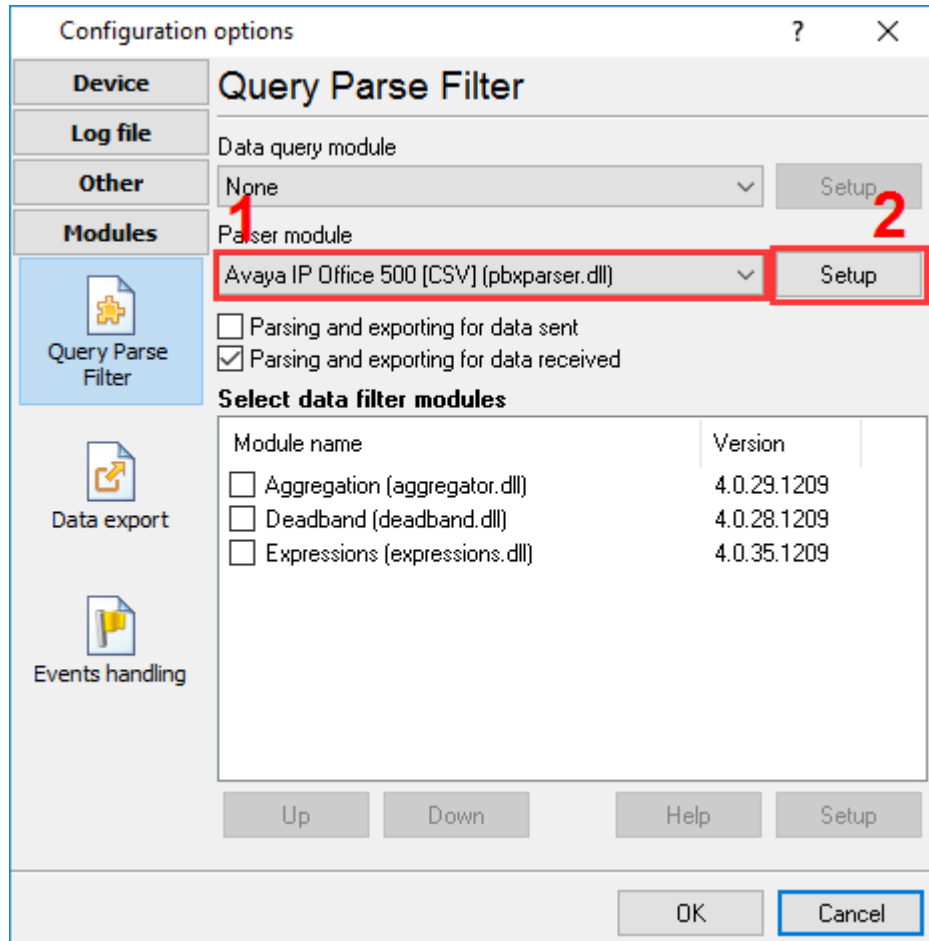 Configuration options
?
Device
Log file
Other
Modules
Query Parse
Filter
Data export
Events handling
Query Parse Filter
Data query module
None
Setup
1
2
Parser module
Avaya IP Office 500 [CSV] (pbxparser.dll)
Setup
Parsing and exporting for data sent
Parsing and exporting for data received
Select data filter modules
Module name Version
Aggregation (aggregator.dll) 4.0.29.1209
Deadband (deadband.dll) 4.0.28.1209
Expressions (expressions.dll) 4.0.35.1209
Up Down Help Setup
OK Cancel